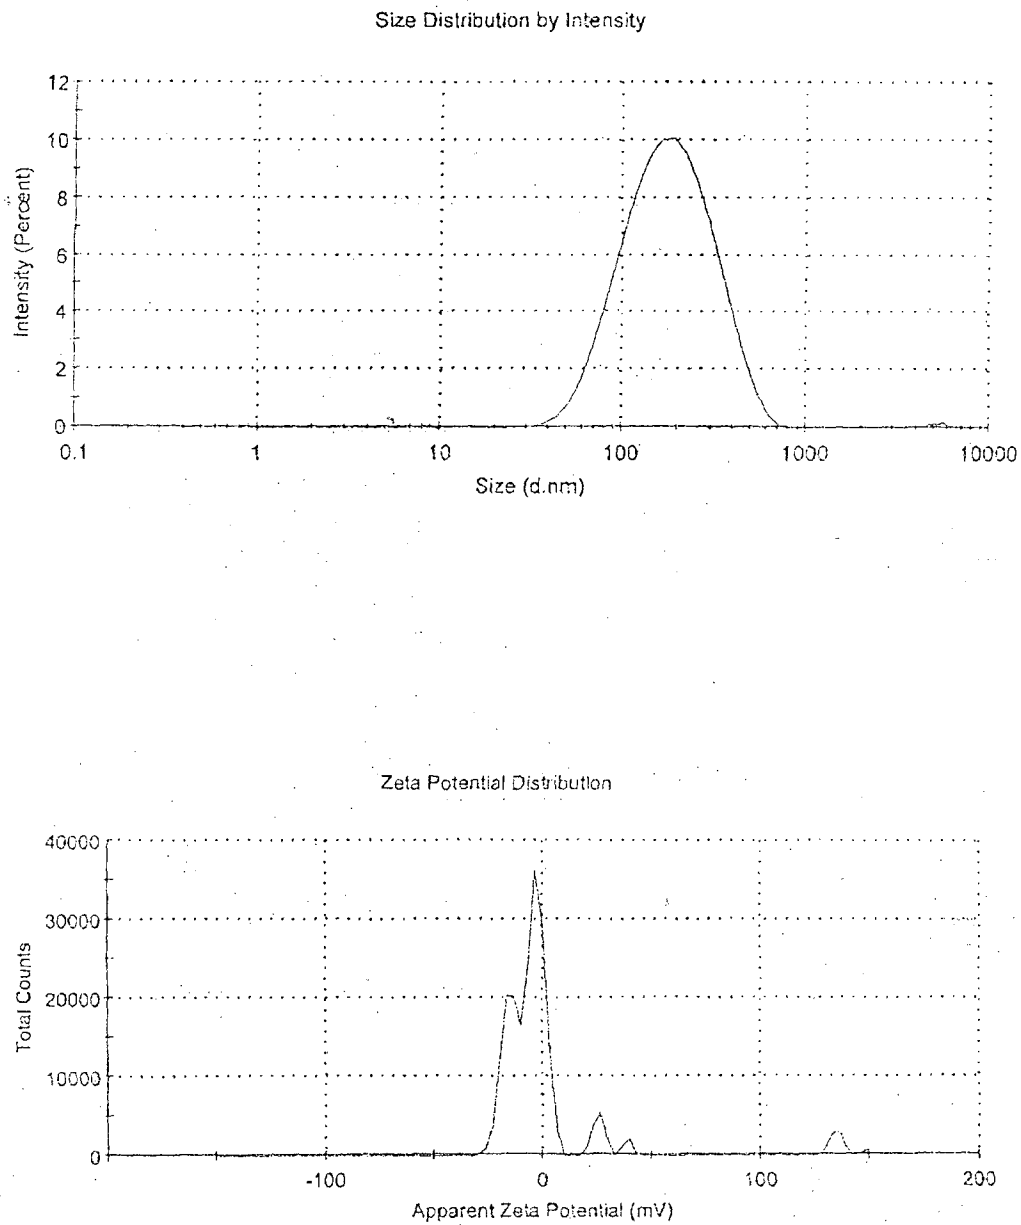 Size Distribution by Intensity
12
10
8
6
4
2
0
Intensity (Percent)
0.1 1 10 100 1000 10000
Size (d.nm)
Zeta Potential Distribution
40000
30000
20000
10000
0
Total Counts
-100 0 100 200
Apparent Zeta Potential (mV)